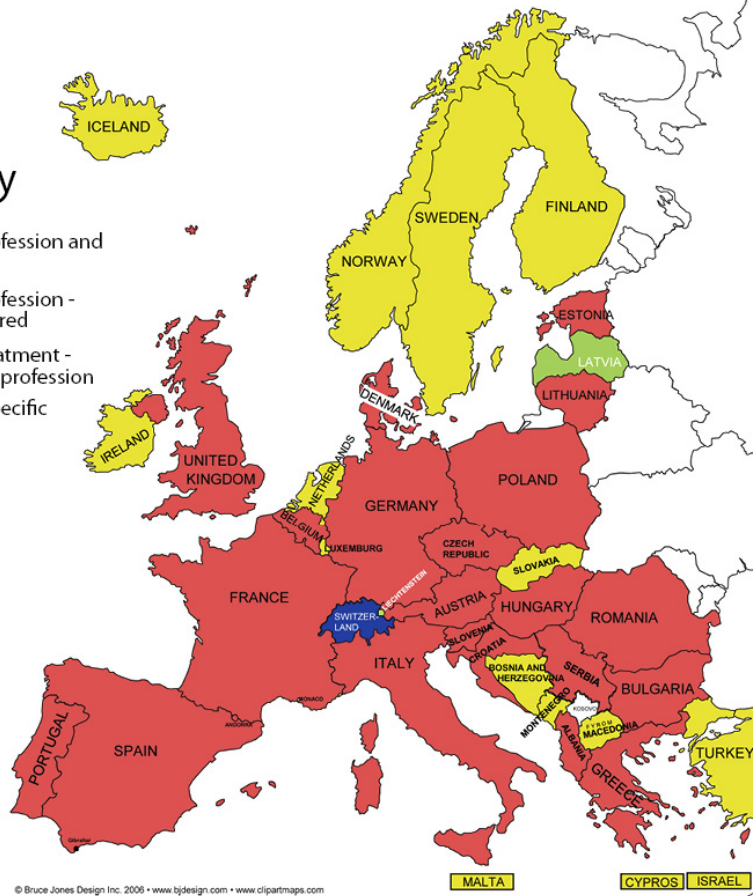 ICELAND
y
fession and
fession -
red
atment -
profession
ecific
NORWAY
SWEDEN
FINLAND
ESTONIA
LATVIA
LITHUANIA
DENMARK
IRELAND
UNITED
KINGDOM
NETHERLANDS
BELGIUM
LUXEMBURG
GERMANY
POLAND
CZECH
REPUBLIC
SLOVAKIA
FRANCE
SWITZER-
LAND
LIECHTENSTEIN
AUSTRIA
HUNGARY
ROMANIA
SLOVENIA
CROATIA
ITALY
BOSNIA AND
HERZEGOVINA
SERBIA
BULGARIA
MONTENEGRO
KOSOVO
FYROM
MACEDONIA
ALBANIA
GREECE
TURKEY
MONACO
ANDORRA
PORTUGAL
SPAIN
Gibraltar
MALTA
CYPROS
ISRAEL
© Bruce Jones Design Inc. 2006 • www.bjdesign.com • www.clipartmaps.com